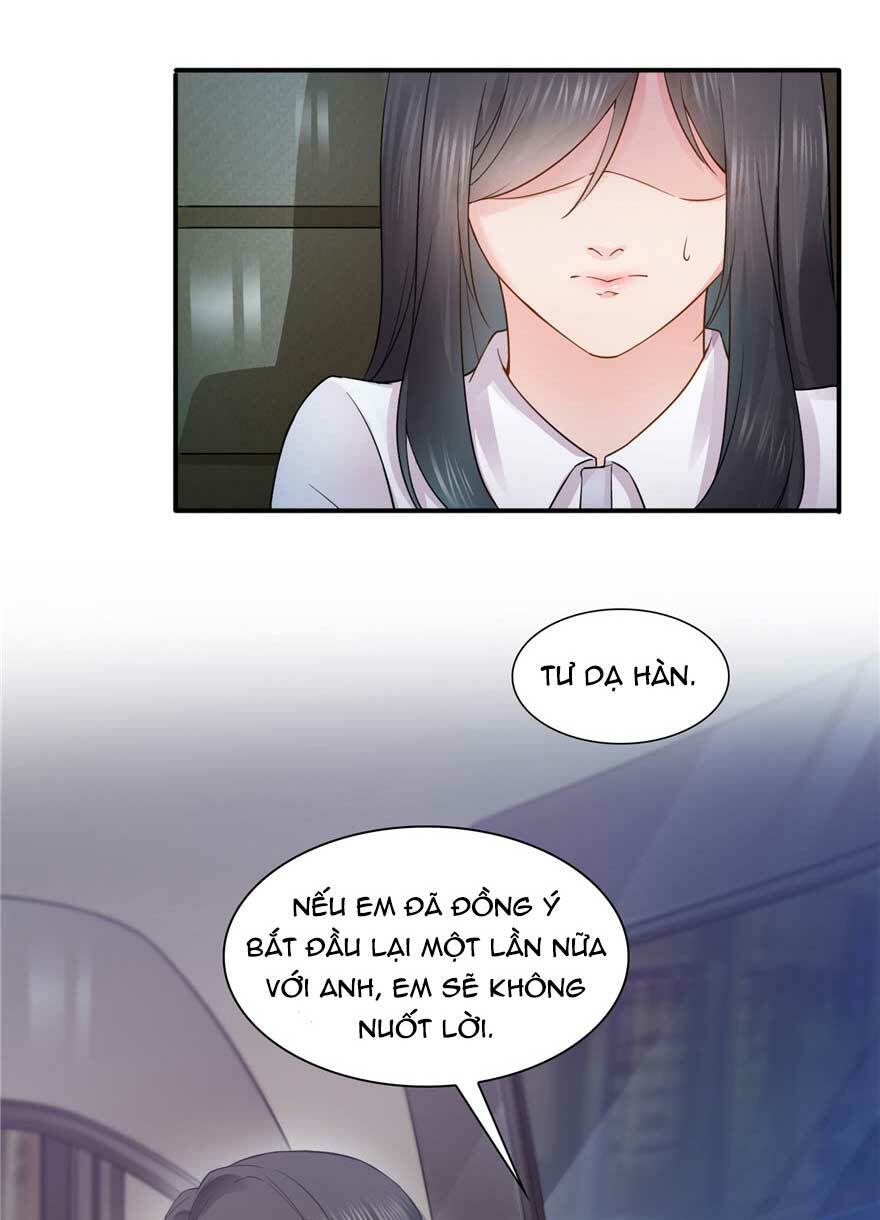 TƯ DẠ HÀN.
NẾU EM ĐÃ ĐỒNG Ý
BẮT ĐẦU LẠI MỘT LẦN NỮA
VỚI ANH, EM SẼ KHÔNG
NUỐT LỜI.